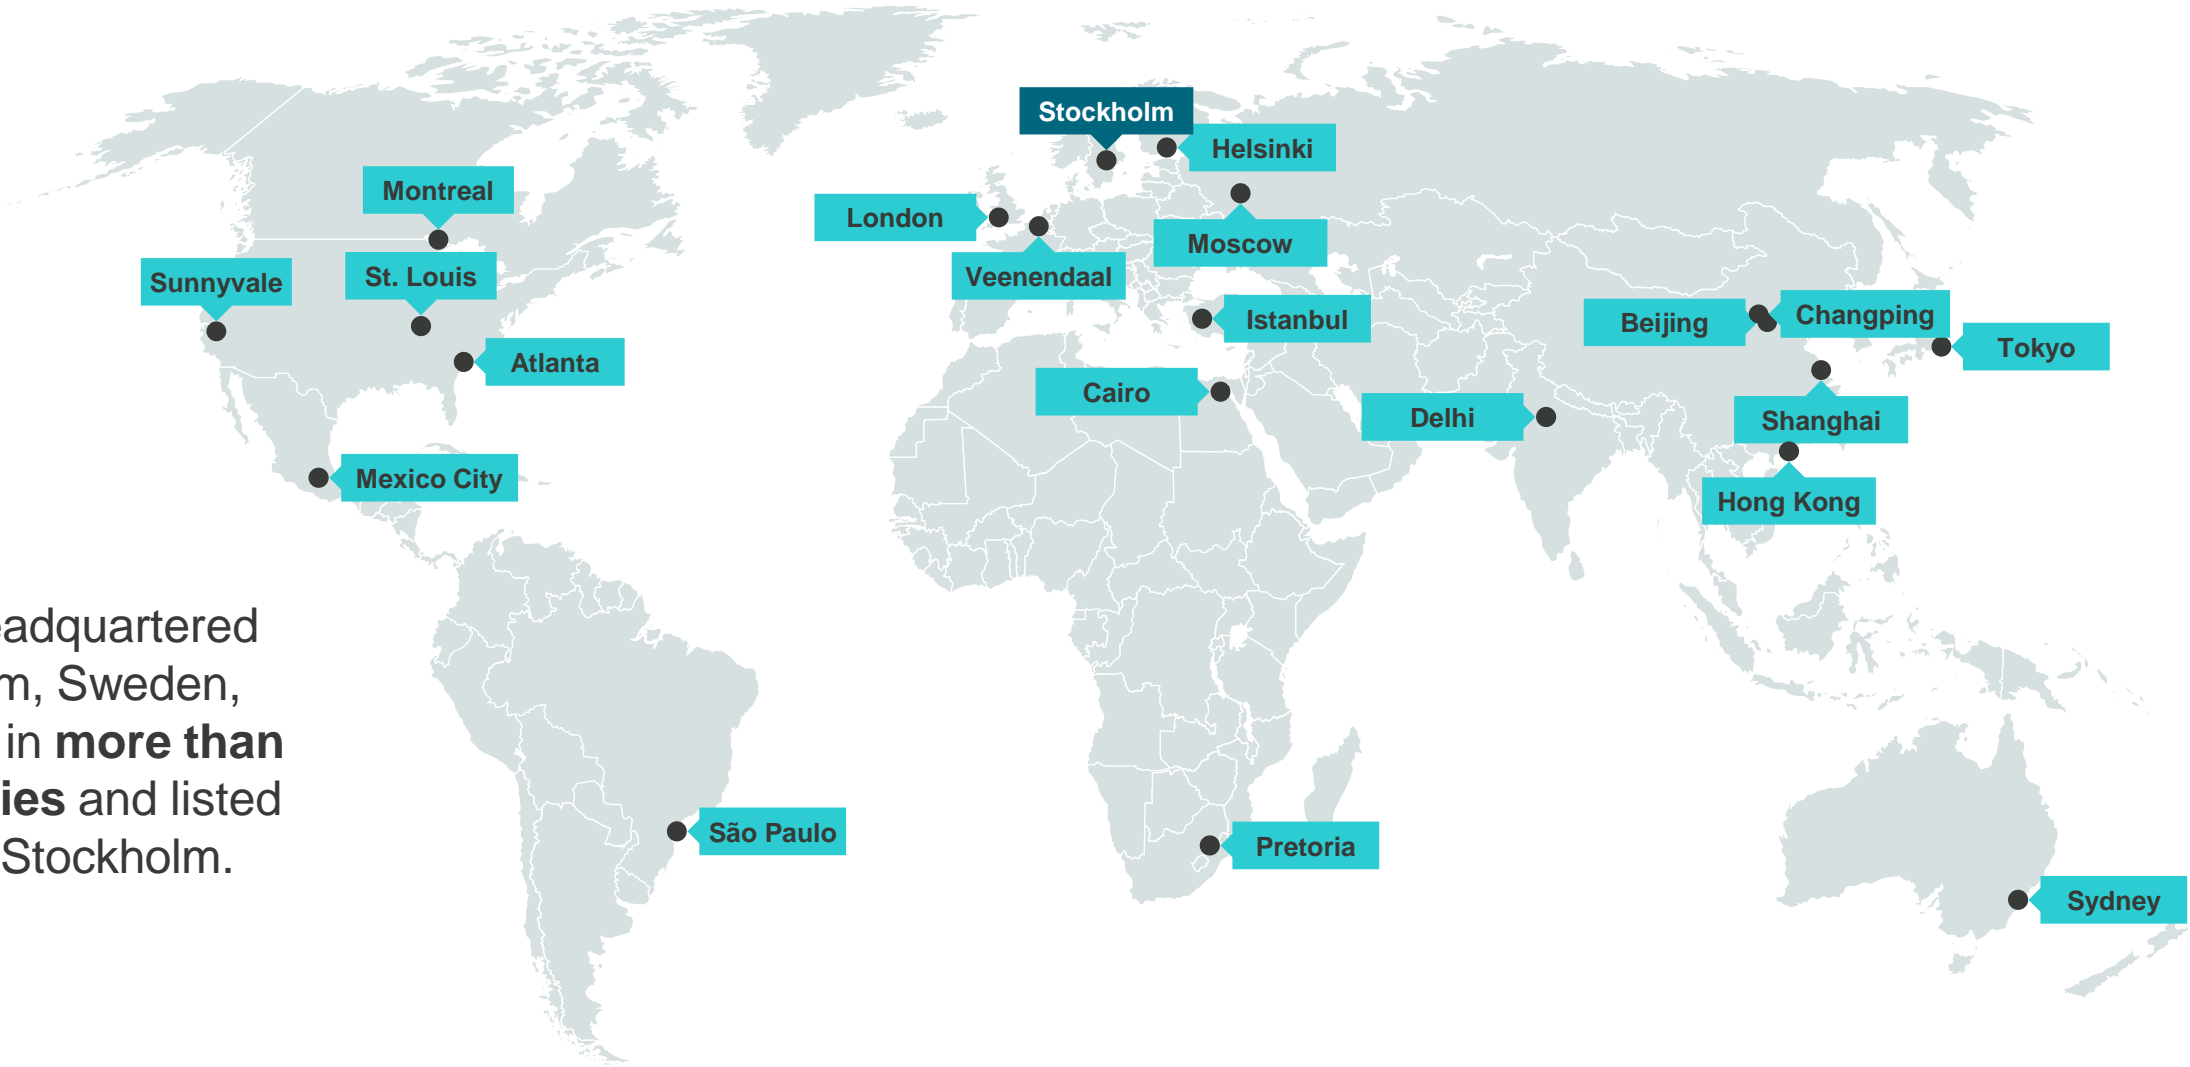 Stockholm
Helsinki
Montreal
London
Moscow
Sunnyvale
St. Louis
Veenendaal
Istanbul
Beijing
Changping
Tokyo
Atlanta
Cairo
Delhi
Shanghai
Mexico City
Hong Kong
eadquartered
m, Sweden,
in more than
ies and listed
Stockholm.
São Paulo
Pretoria
Sydney